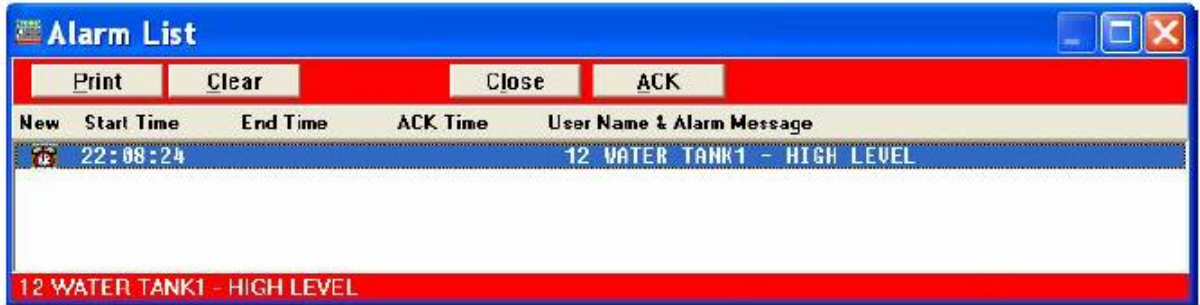 Alarm List
Print Clear Close ACK
New Start Time End Time ACK Time User Name & Alarm Message
22:08:24 12 WATER TANK1 - HIGH LEVEL
12 WATER TANK1 - HIGH LEVEL